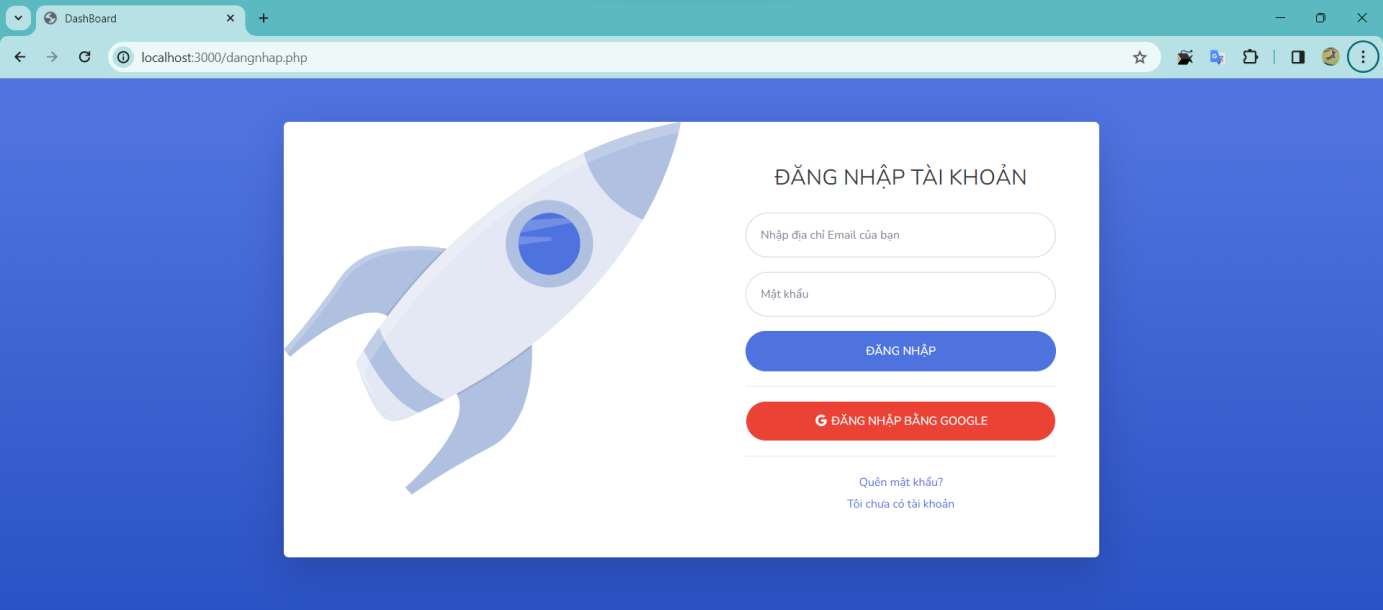 DashBoard
localhost:3000/dangnhap.php
ĐĂNG NHẬP TÀI KHOẢN
Nhập địa chỉ Email của bạn
Mật khẩu
ĐĂNG NHẬP
G ĐĂNG NHẬP BẰNG GOOGLE
Quên mật khẩu?
Tôi chưa có tài khoản